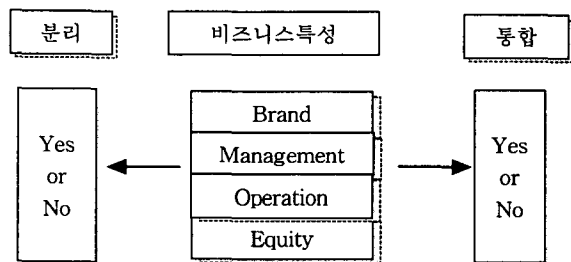 분리
비즈니스특성
통합
Yes
or
No
Brand
Management
Operation
Equity
Yes
or
No